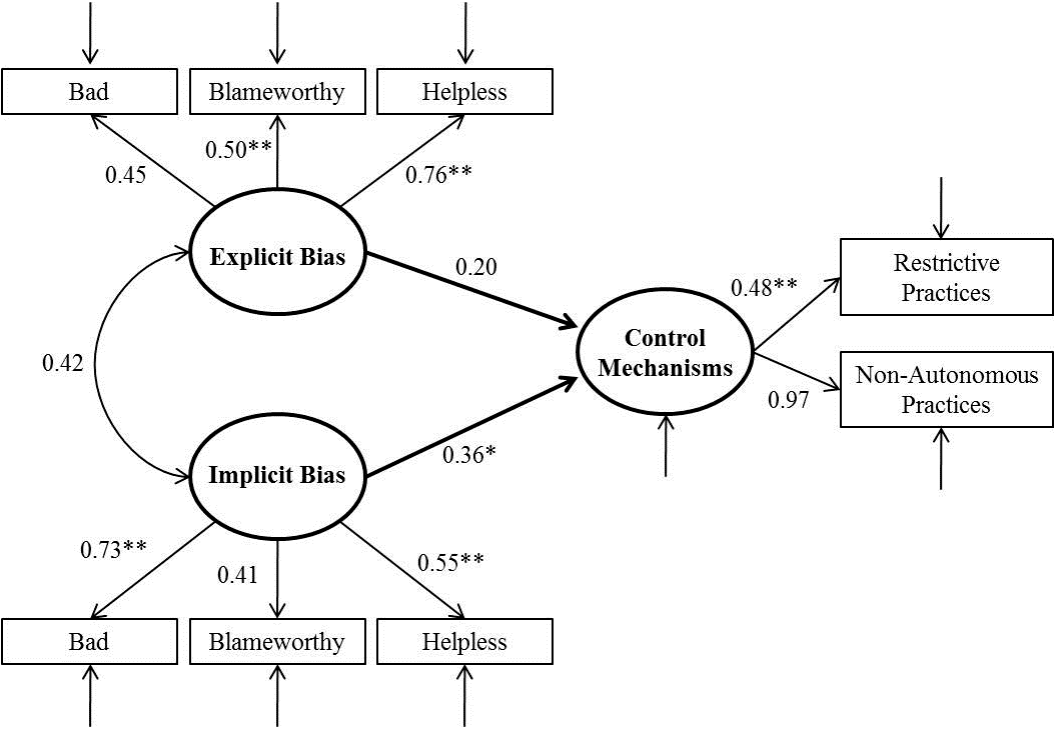 Bad
Blameworthy
Helpless
0.45
0.50**
0.76**
Explicit Bias
0.20
0.42
Implicit Bias
0.36*
Control
Mechanisms
0.48**
0.97
Restrictive
Practices
Non-Autonomous
Practices
0.73**
0.41
0.55**
Bad
Blameworthy
Helpless